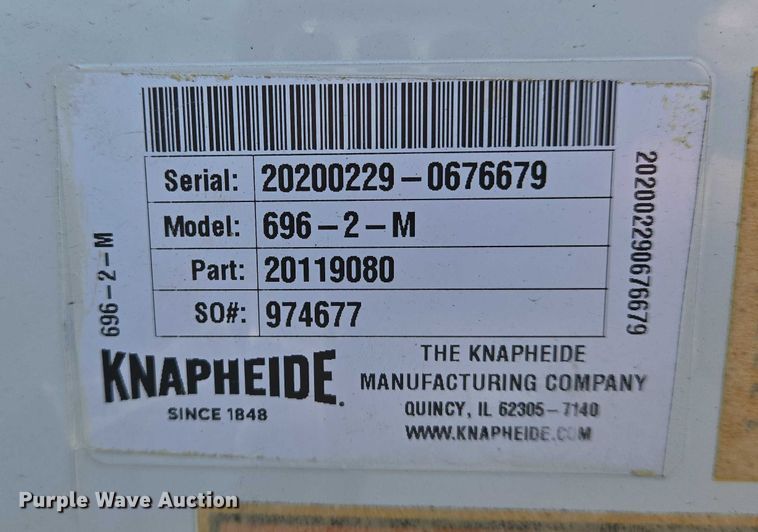 Serial: 20200229-0676679
Model: 696-2-M
Part: 20119080
SO#: 974677
696-2-M
202002290676679
KNAPHEIDE
SINCE 1848
THE KNAPHEIDE
MANUFACTURING COMPANY
QUINCY, IL 62305-7140
WWW.KNAPHEIDE.COM
Purple Wave Auction